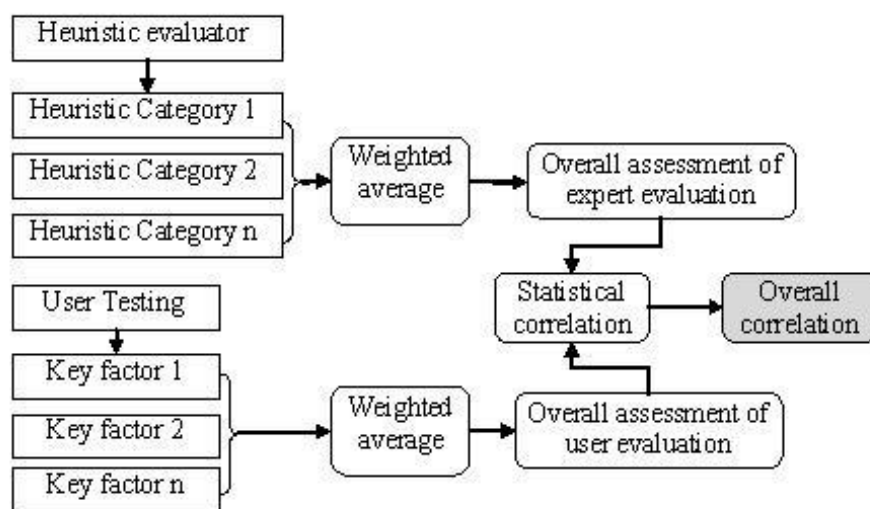 Heuristic evaluator
Heuristic Category 1
Heuristic Category 2
Heuristic Category n
Weighted
average
Overall assessment of
expert evaluation
User Testing
Statistical
correlation
Overall
correlation
Key factor 1
Key factor 2
Key factor n
Weighted
average
Overall assessment of
user evaluation